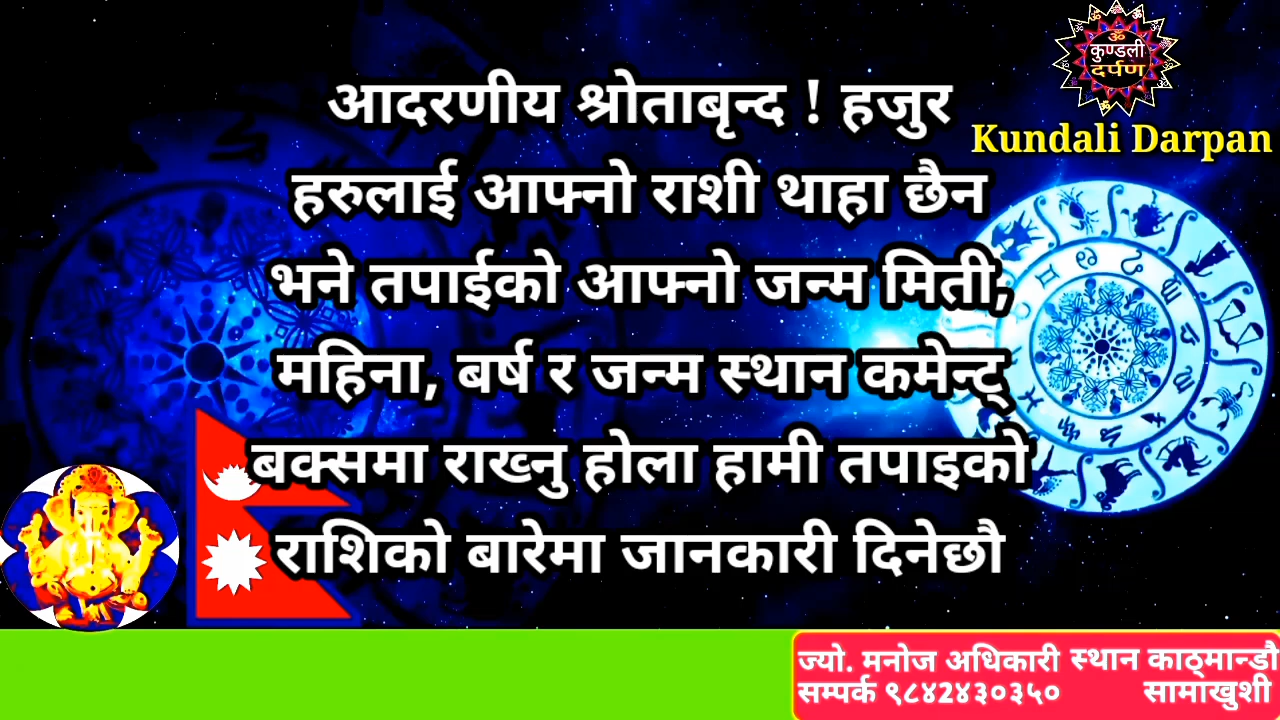 ॐ
कुण्डली
दर्पण
Kundali Darpan
आदरणीय श्रोताबृन्द ! हजुर
हरुलाई आफ्नो राशी थाहा छैन
भने तपाईको आफ्नो जन्म मिती,
महिना, बर्ष र जन्म स्थान कमेन्ट्
बक्समा राख्नु होला हामी तपाइको
राशिको बारेमा जानकारी दिनेछौ
ज्यो. मनोज अधिकारी स्थान काठ्मान्डौ
सम्पर्क ९८४2४३०३५० सामाखुशी